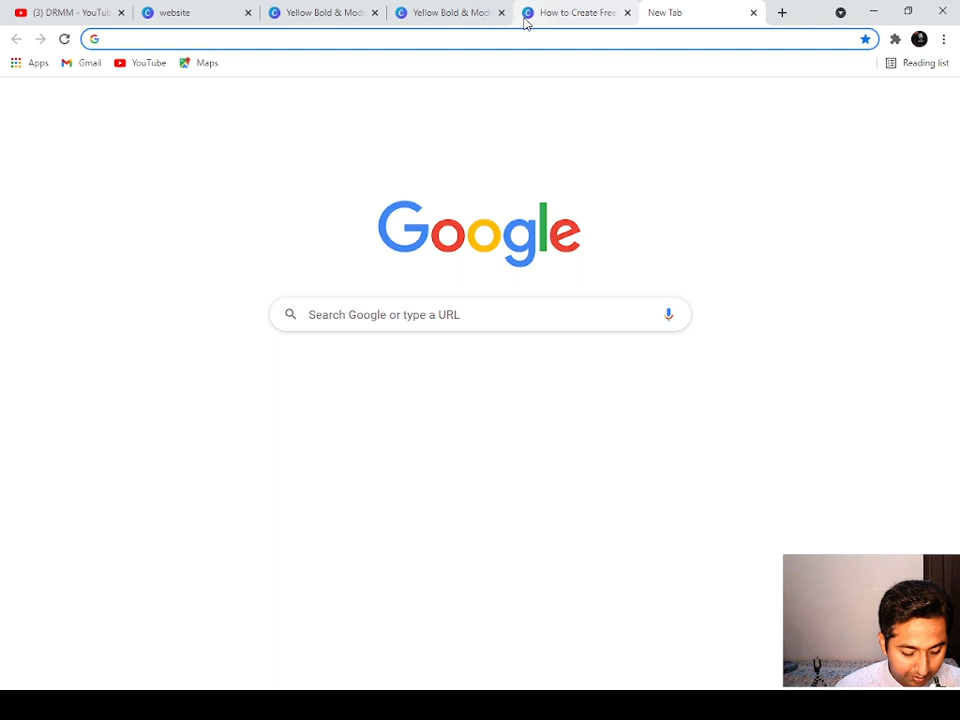 (3) DRMM - YouTub
website
Yellow Bold & Mod
Yellow Bold & Mod
How to Create Free
New Tab
Apps
Gmail
YouTube
Maps
Reading list
Google
Search Google or type a URL